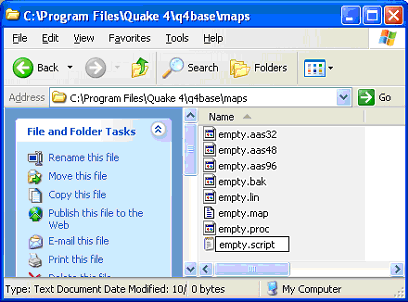 C:\Program Files\Quake 4\q4base\maps
File Edit View Favorites Tools Help
Back Search Folders
Address C:\Program Files\Quake 4\q4base\maps Go
File and Folder Tasks
Rename this file
Move this file
Copy this file
Publish this file to the
Web
E-mail this file
Print this file
Delete this file
Name
empty.aas32
empty.aas48
empty.aas96
empty.bak
empty.lin
empty.map
empty.proc
empty.script
Type: Text Document Date Modified: 10/ 0 bytes My Computer